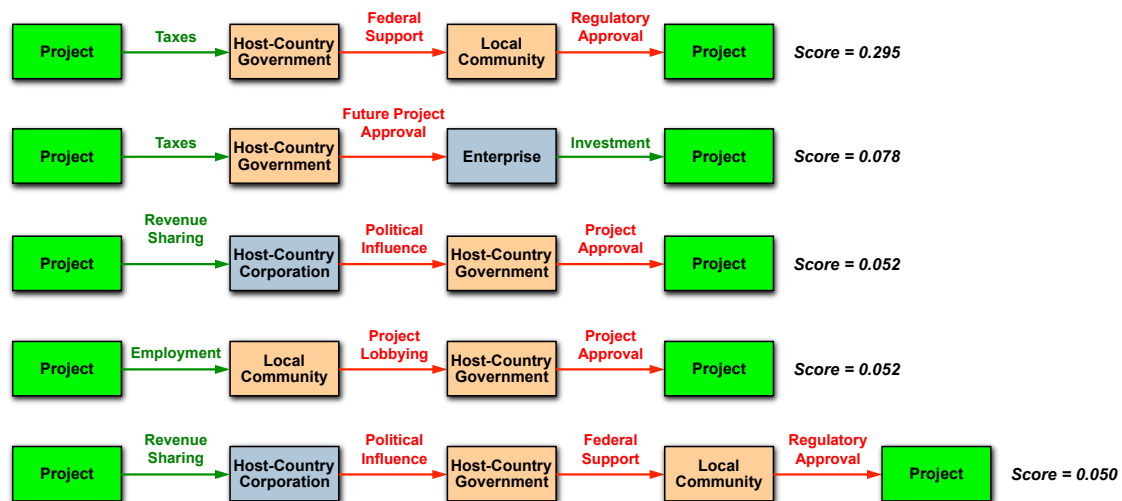 Taxes
Federal
Support
Regulatory
Approval
Project
Host-Country
Government
Local
Community
Project
Score = 0.295
Taxes
Future Project
Approval
Investment
Project
Host-Country
Government
Enterprise
Project
Score = 0.078
Revenue
Sharing
Political
Influence
Project
Approval
Project
Host-Country
Corporation
Host-Country
Government
Project
Score = 0.052
Employment
Project
Lobbying
Project
Approval
Project
Local
Community
Host-Country
Government
Project
Score = 0.052
Revenue
Sharing
Political
Influence
Federal
Support
Regulatory
Approval
Project
Host-Country
Corporation
Host-Country
Government
Local
Community
Project
Score = 0.050